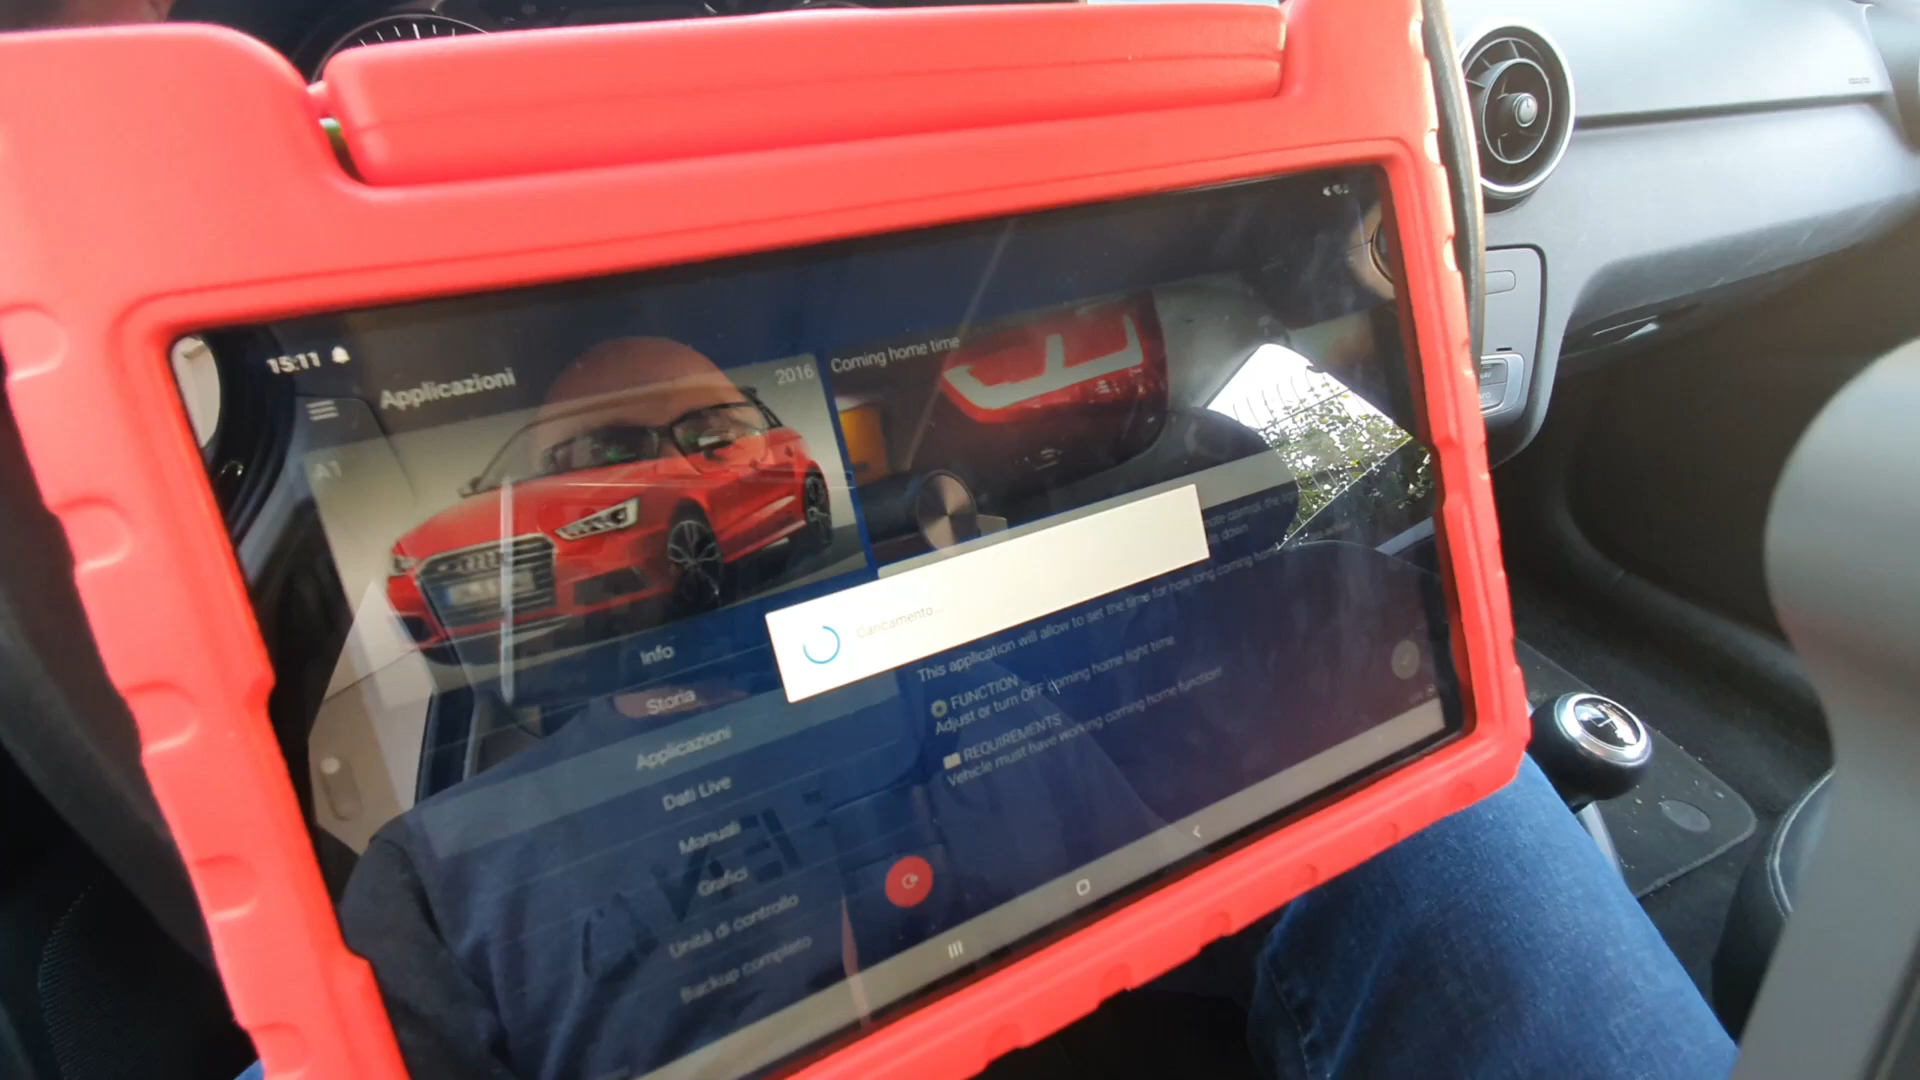 15:11
Applicazioni
A1
2016
Coming home time
Caricamento...
Info
Storia
Applicazioni
Dati Live
Manuali
Grafici
Unità di controllo
Backup completo
down
This application will allow to set the time for how long coming home
FUNCTION
Adjust or turn OFF coming home light time
REQUIREMENTS
Vehicle must have working coming home function!